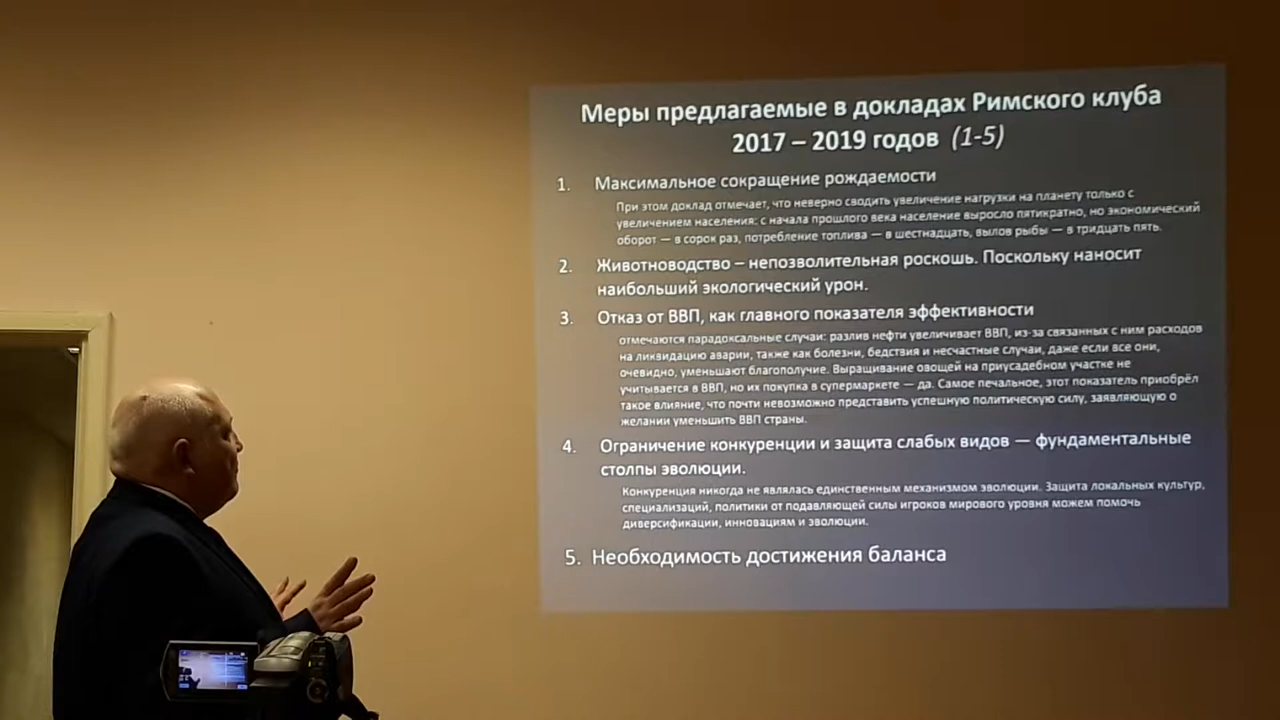 Меры предлагаемые в докладах Римского клуба
2017 – 2019 годов (1-5)
1. Максимальное сокращение рождаемости
При этом доклад отмечает, что неверно сводить увеличение нагрузки на планету только с
увеличением населения: с начала прошлого века население выросло пятикратно, но экономический
оборот — в сорок раз, потребление топлива — в шестнадцать, вылов рыбы — в тридцать пять.
2. Животноводство – непозволительная роскошь. Поскольку наносит
наибольший экологический урон.
3. Отказ от ВВП, как главного показателя эффективности
отмечаются парадоксальные случаи: разлив нефти увеличивает ВВП, из-за связанных с ним расходов
на ликвидацию аварии, также как болезни, бедствия и несчастные случаи, даже если все они,
очевидно, уменьшают благополучие. Выращивание овощей на приусадебном участке не
учитывается в ВВП, но их покупка в супермаркете — да. Самое печальное, этот показатель приобрёл
такое влияние, что почти невозможно представить успешную политическую силу, заявляющую о
желании уменьшить ВВП страны.
4. Ограничение конкуренции и защита слабых видов — фундаментальные
столпы эволюции.
Конкуренция никогда не являлась единственным механизмом эволюции. Защита локальных культур,
специализаций, политики от подавляющей силы игроков мирового уровня можем помочь
диверсификации, инновациям и эволюции.
5. Необходимость достижения баланса